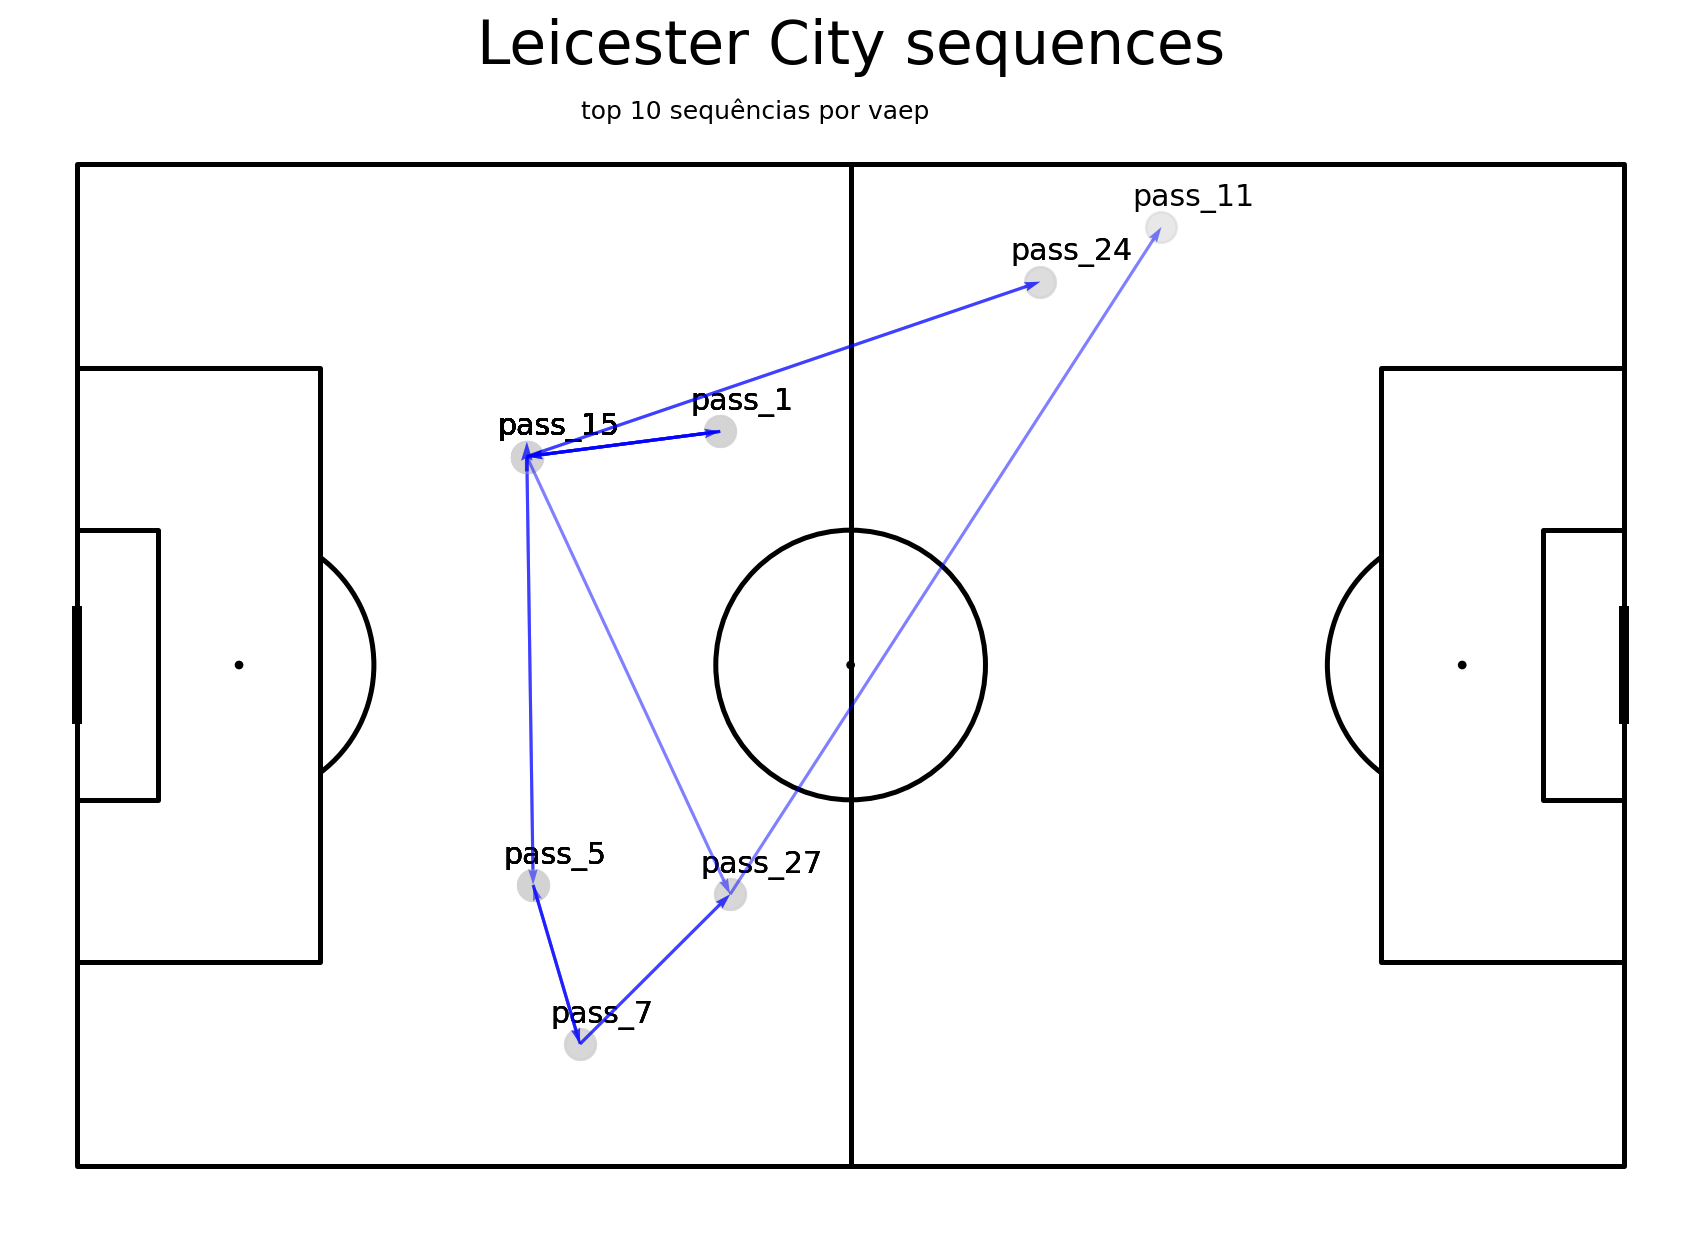 Leicester City sequences
top 10 sequências por vaep
pass_11
pass_24
pass_1
pass_15
pass_5
pass_27
pass_7